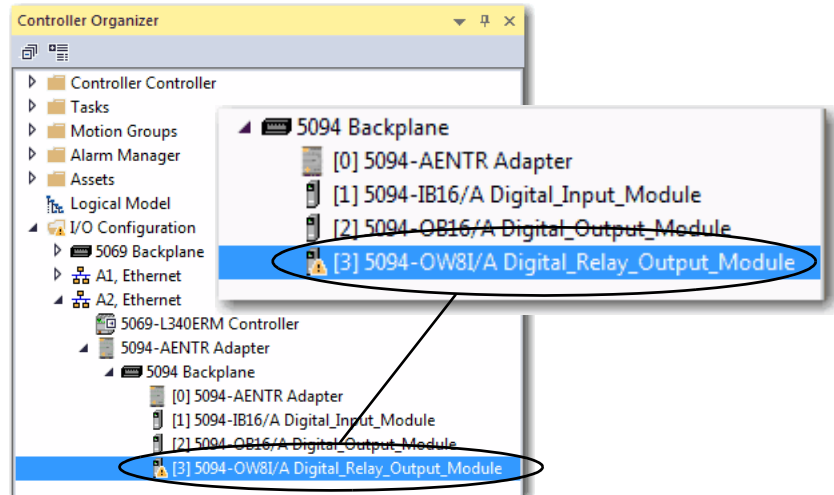 Controller Organizer
Controller Controller
Tasks
Motion Groups
Alarm Manager
Assets
Logical Model
I/O Configuration
5069 Backplane
A1, Ethernet
A2, Ethernet
5069-L340ERM Controller
5094-AENTR Adapter
5094 Backplane
[0] 5094-AENTR Adapter
[1] 5094-IB16/A Digital_Input_Module
[2] 5094-OB16/A Digital_Output_Module
[3] 5094-OW8I/A Digital_Relay_Output_Module
5094 Backplane
[0] 5094-AENTR Adapter
[1] 5094-IB16/A Digital_Input_Module
[2] 5094-OB16/A Digital_Output_Module
[3] 5094-OW8I/A Digital_Relay_Output_Module